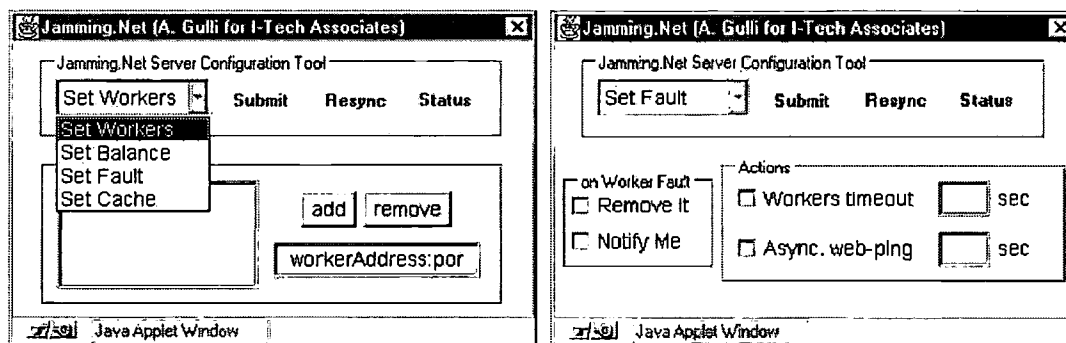 Jamming.Net (A. Gulli for I-Tech Associates)
Jamming.Net Server Configuration Tool
Set Workers Submit Resync Status
Set Workers
Set Balance
Set Fault
Set Cache
add remove
workerAddress:por
Java Applet Window
Jamming.Net (A. Gulli for I-Tech Associates)
Jamming.Net Server Configuration Tool
Set Fault Submit Resync Status
on Worker Fault
Remove It
Notify Me
Actions
Workers timeout sec
Async. web-ping sec
Java Applet Window